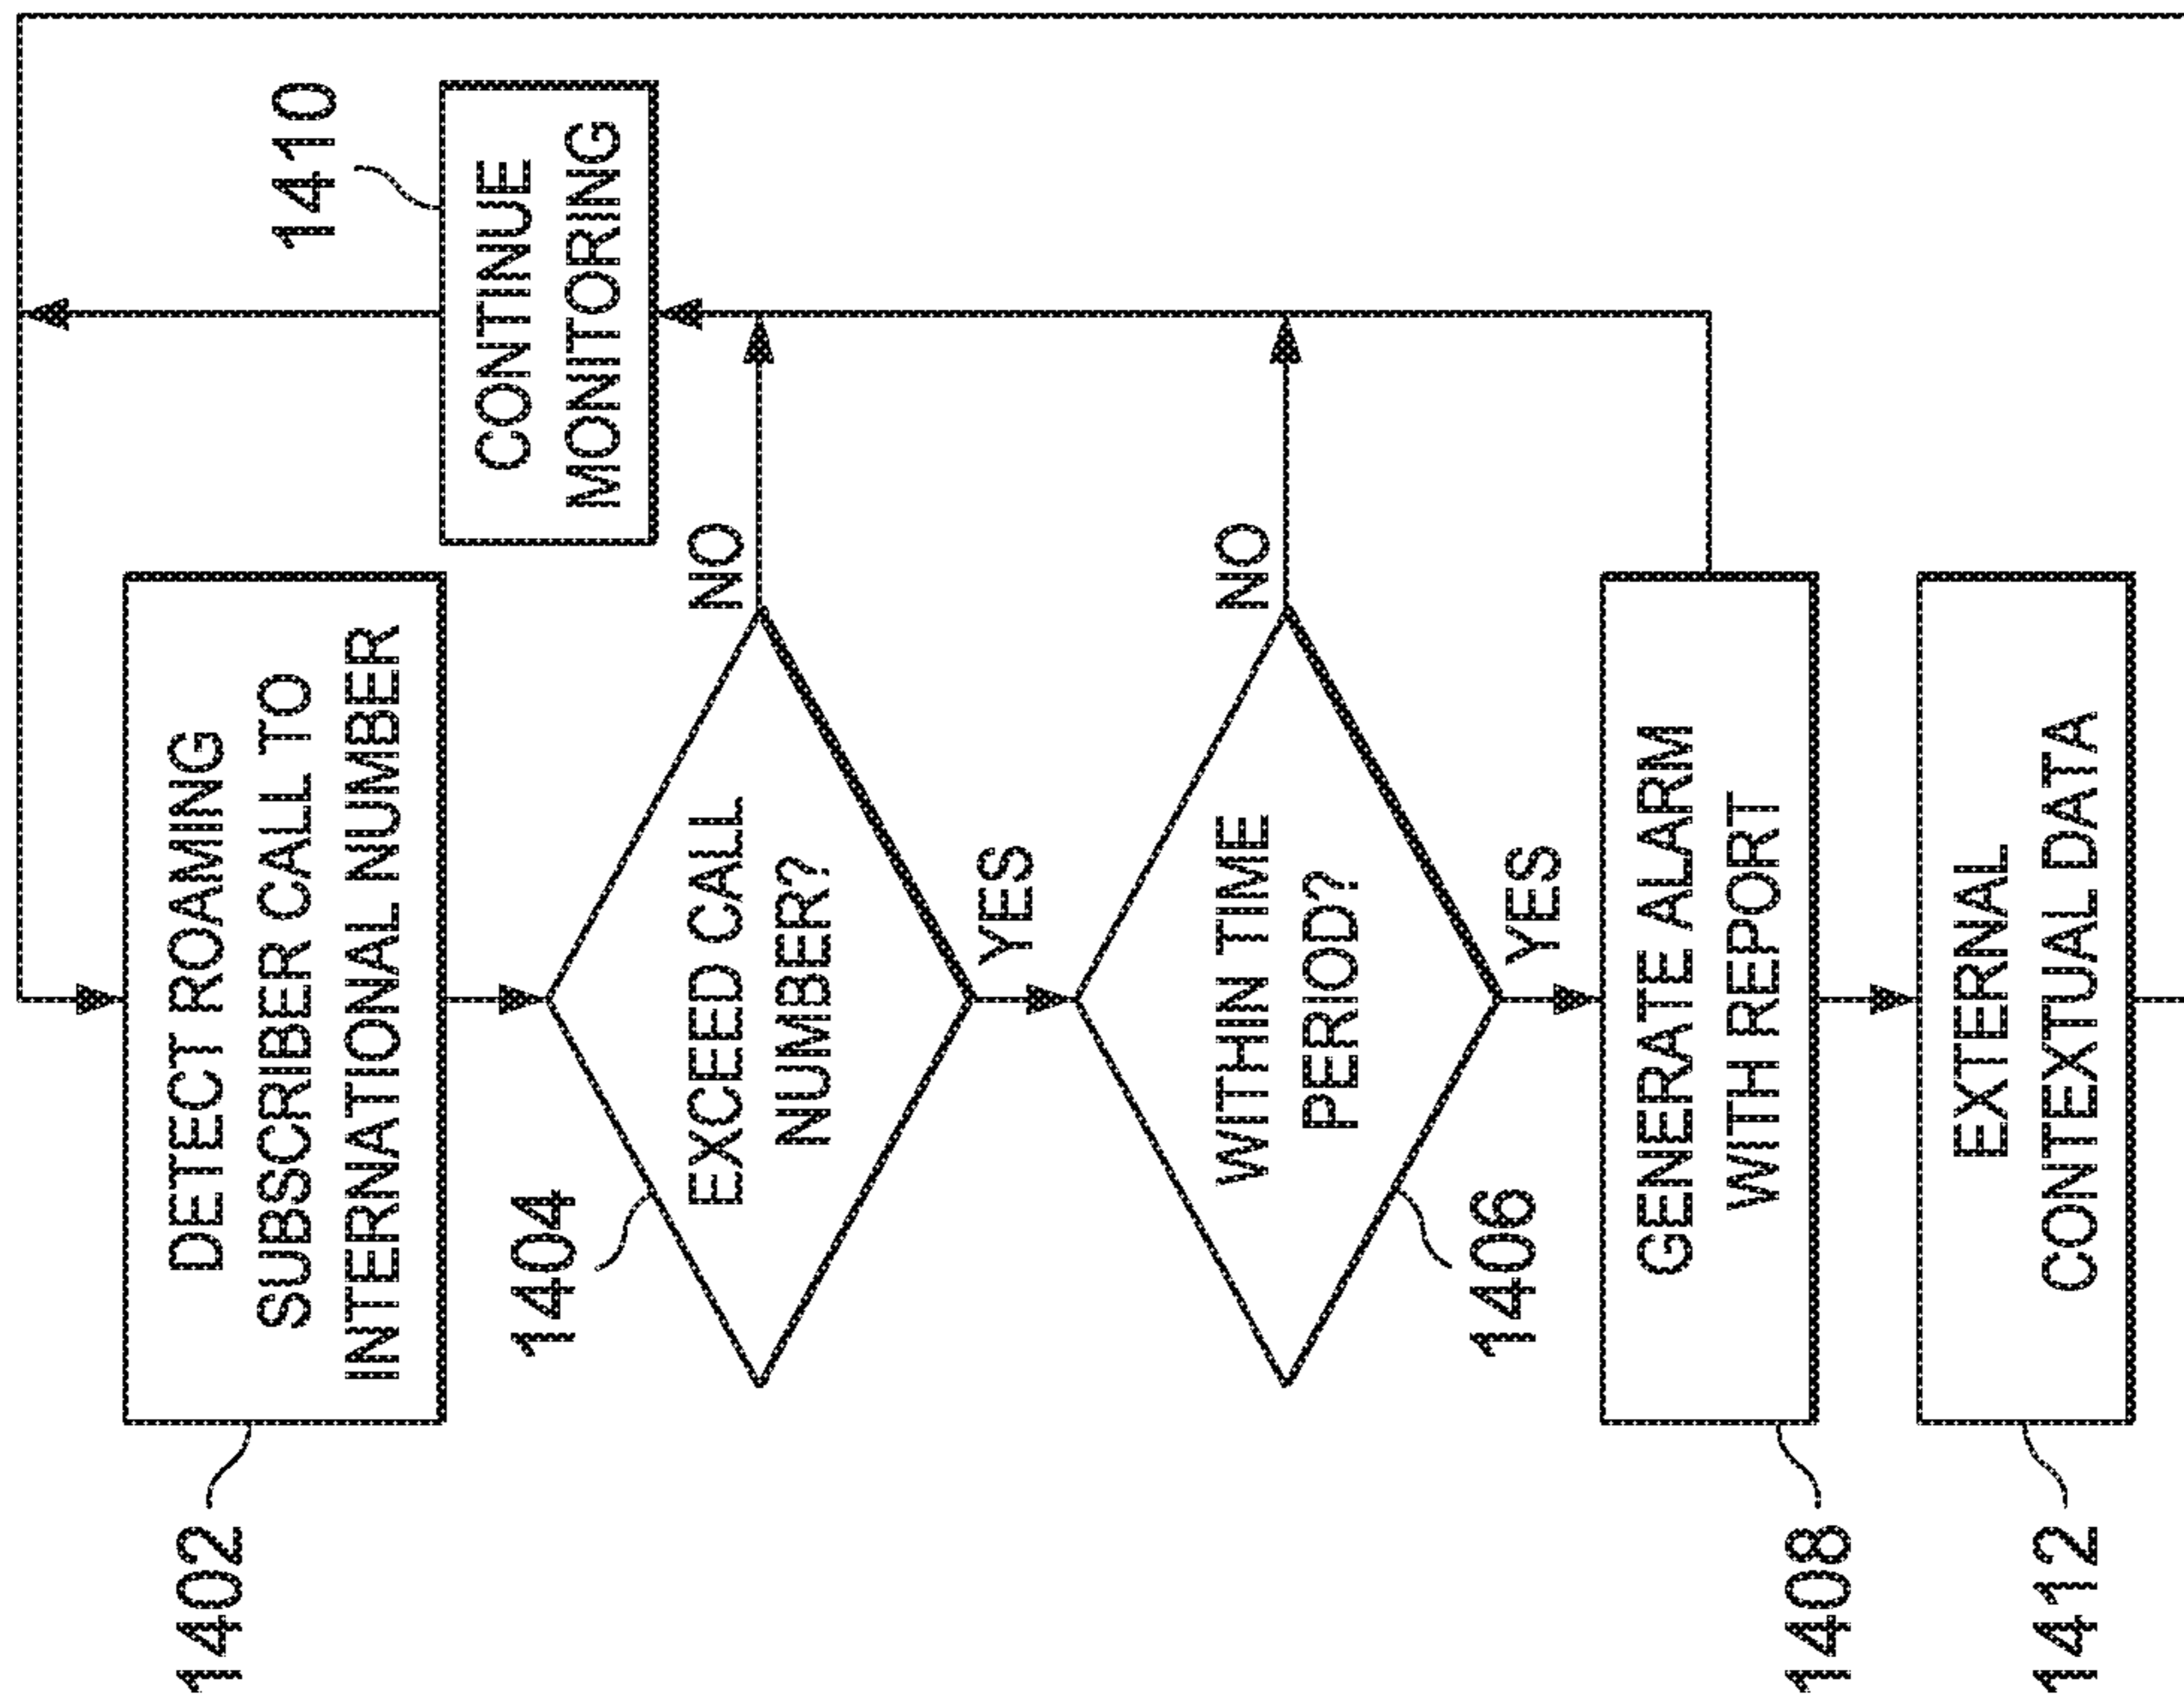 1402
DETECT ROAMING
SUBSCRIBER CALL TO
INTERNATIONAL NUMBER
1410
CONTINUE
MONITORING
1404
EXCEED CALL
NUMBER?
NO
YES
WITHIN TIME
PERIOD?
1406
NO
YES
1408
GENERATE ALARM
WITH REPORT
1412
EXTERNAL
CONTEXTUAL DATA